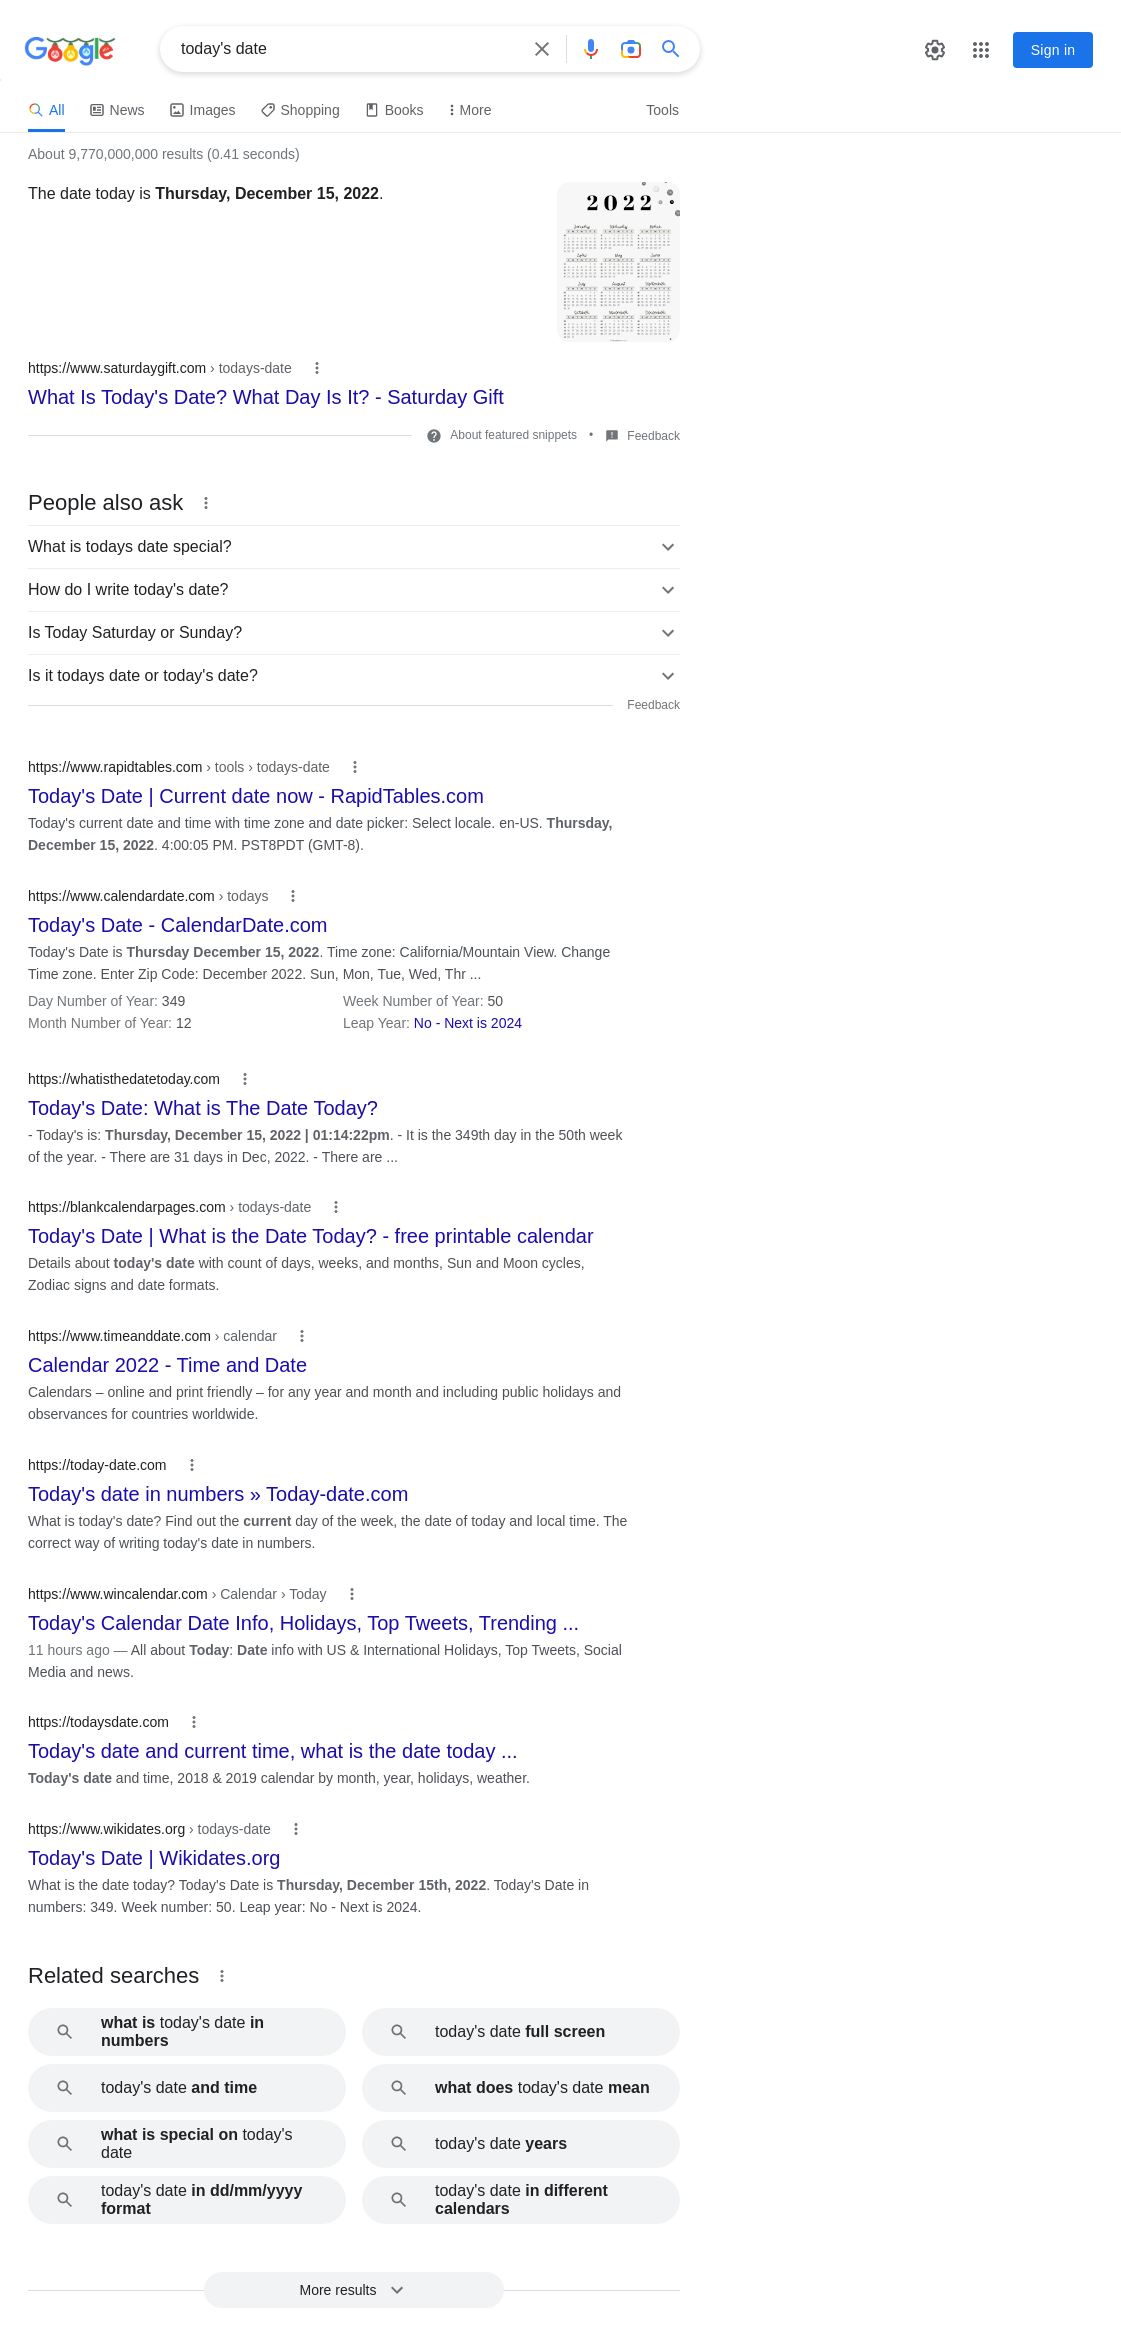 Google
today's date
Sign in
All
News
Images
Shopping
Books
More
Tools
About 9,770,000,000 results (0.41 seconds)
The date today is Thursday, December 15, 2022.
2022
https://www.saturdaygift.com › todays-date
What Is Today's Date? What Day Is It? - Saturday Gift
About featured snippets • Feedback
People also ask
What is todays date special?
How do I write today's date?
Is Today Saturday or Sunday?
Is it todays date or today's date?
Feedback
https://www.rapidtables.com › tools › todays-date
Today's Date | Current date now - RapidTables.com
Today's current date and time with time zone and date picker: Select locale. en-US. Thursday,
December 15, 2022. 4:00:05 PM. PST8PDT (GMT-8).
https://www.calendardate.com › todays
Today's Date - CalendarDate.com
Today's Date is Thursday December 15, 2022. Time zone: California/Mountain View. Change
Time zone. Enter Zip Code: December 2022. Sun, Mon, Tue, Wed, Thr ...
Day Number of Year: 349
Week Number of Year: 50
Month Number of Year: 12
Leap Year: No - Next is 2024
https://whatisthedatetoday.com
Today's Date: What is The Date Today?
- Today's is: Thursday, December 15, 2022 | 01:14:22pm. - It is the 349th day in the 50th week
of the year. - There are 31 days in Dec, 2022. - There are ...
https://blankcalendarpages.com › todays-date
Today's Date | What is the Date Today? - free printable calendar
Details about today's date with count of days, weeks, and months, Sun and Moon cycles,
Zodiac signs and date formats.
https://www.timeanddate.com › calendar
Calendar 2022 - Time and Date
Calendars – online and print friendly – for any year and month and including public holidays and
observances for countries worldwide.
https://today-date.com
Today's date in numbers » Today-date.com
What is today's date? Find out the current day of the week, the date of today and local time. The
correct way of writing today's date in numbers.
https://www.wincalendar.com › Calendar › Today
Today's Calendar Date Info, Holidays, Top Tweets, Trending ...
11 hours ago — All about Today: Date info with US & International Holidays, Top Tweets, Social
Media and news.
https://todaysdate.com
Today's date and current time, what is the date today ...
Today's date and time, 2018 & 2019 calendar by month, year, holidays, weather.
https://www.wikidates.org › todays-date
Today's Date | Wikidates.org
What is the date today? Today's Date is Thursday, December 15th, 2022. Today's Date in
numbers: 349. Week number: 50. Leap year: No - Next is 2024.
Related searches
what is today's date in
numbers
today's date full screen
today's date and time
what does today's date mean
what is special on today's
date
today's date years
today's date in dd/mm/yyyy
format
today's date in different
calendars
More results